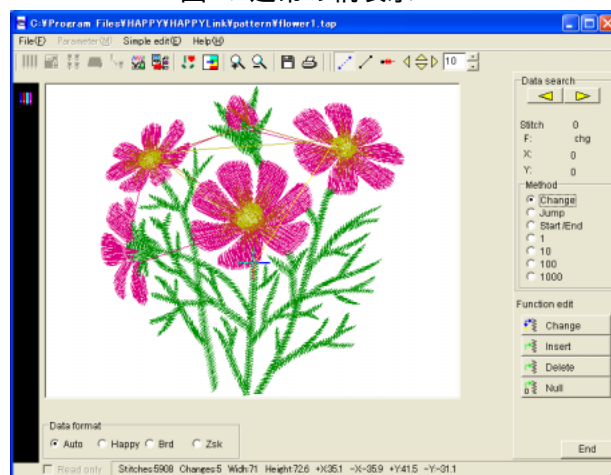 C:¥Program Files¥HAPPY¥HAPPYLink¥pattern¥flower1.tap
File(F) Parameter(M) Simple edit(E) Help(H)
10
Data search
Stitch 0
F: chg
X: 0
Y: 0
Method
Change
Jump
Start/End
1
10
100
1000
Function edit
Change
Insert
Delete
Null
Data format
Auto Happy Brd Zsk
End
Read only Stitches:5908 Changes:5 Widh:71 Height:72.6 +X:35.1 -X:-35.9 +Y:41.5 -Y:-31.1